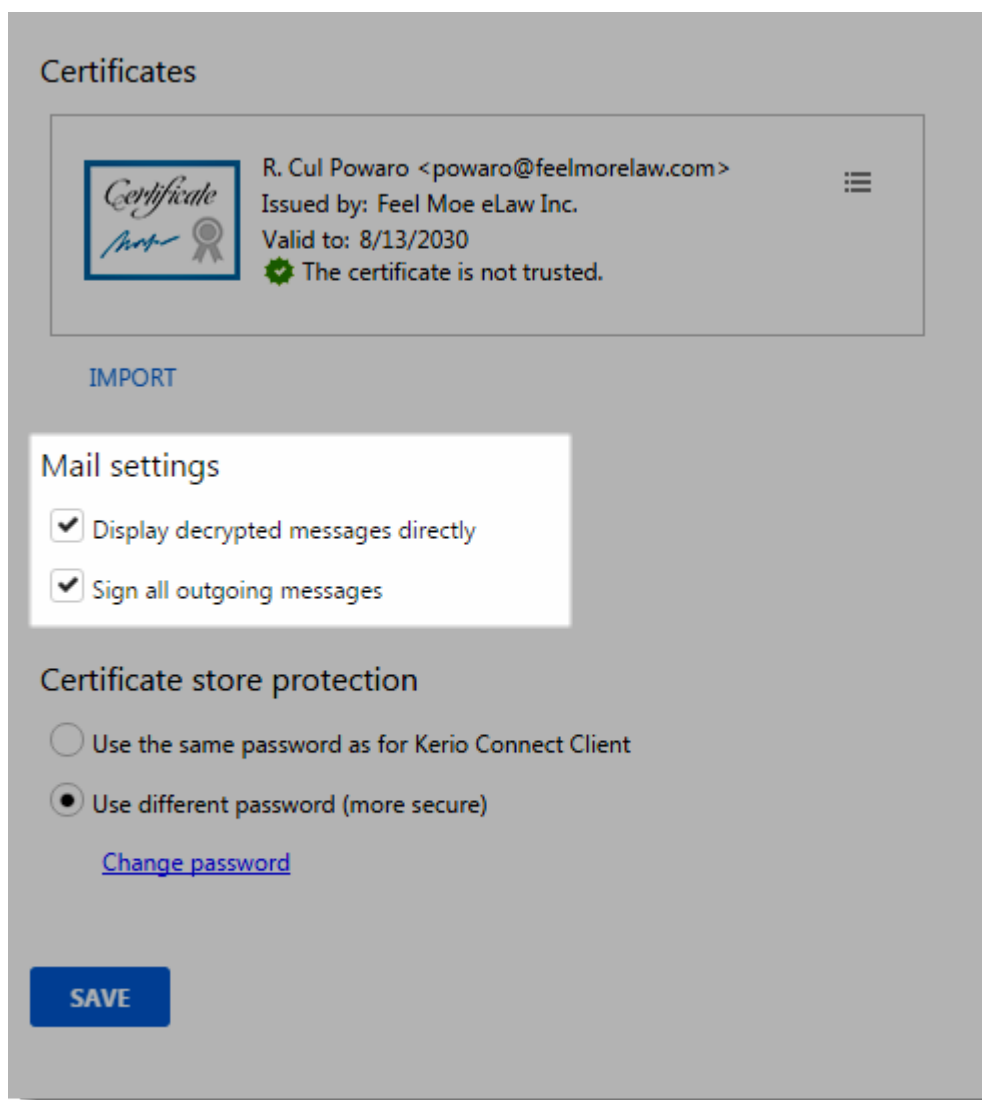 Certificates
Certificate
R. Cul Powaro <powaro@feelmorelaw.com>
Issued by: Feel Moe eLaw Inc.
Valid to: 8/13/2030
The certificate is not trusted.
IMPORT
Mail settings
Display decrypted messages directly
Sign all outgoing messages
Certificate store protection
Use the same password as for Kerio Connect Client
Use different password (more secure)
Change password
SAVE